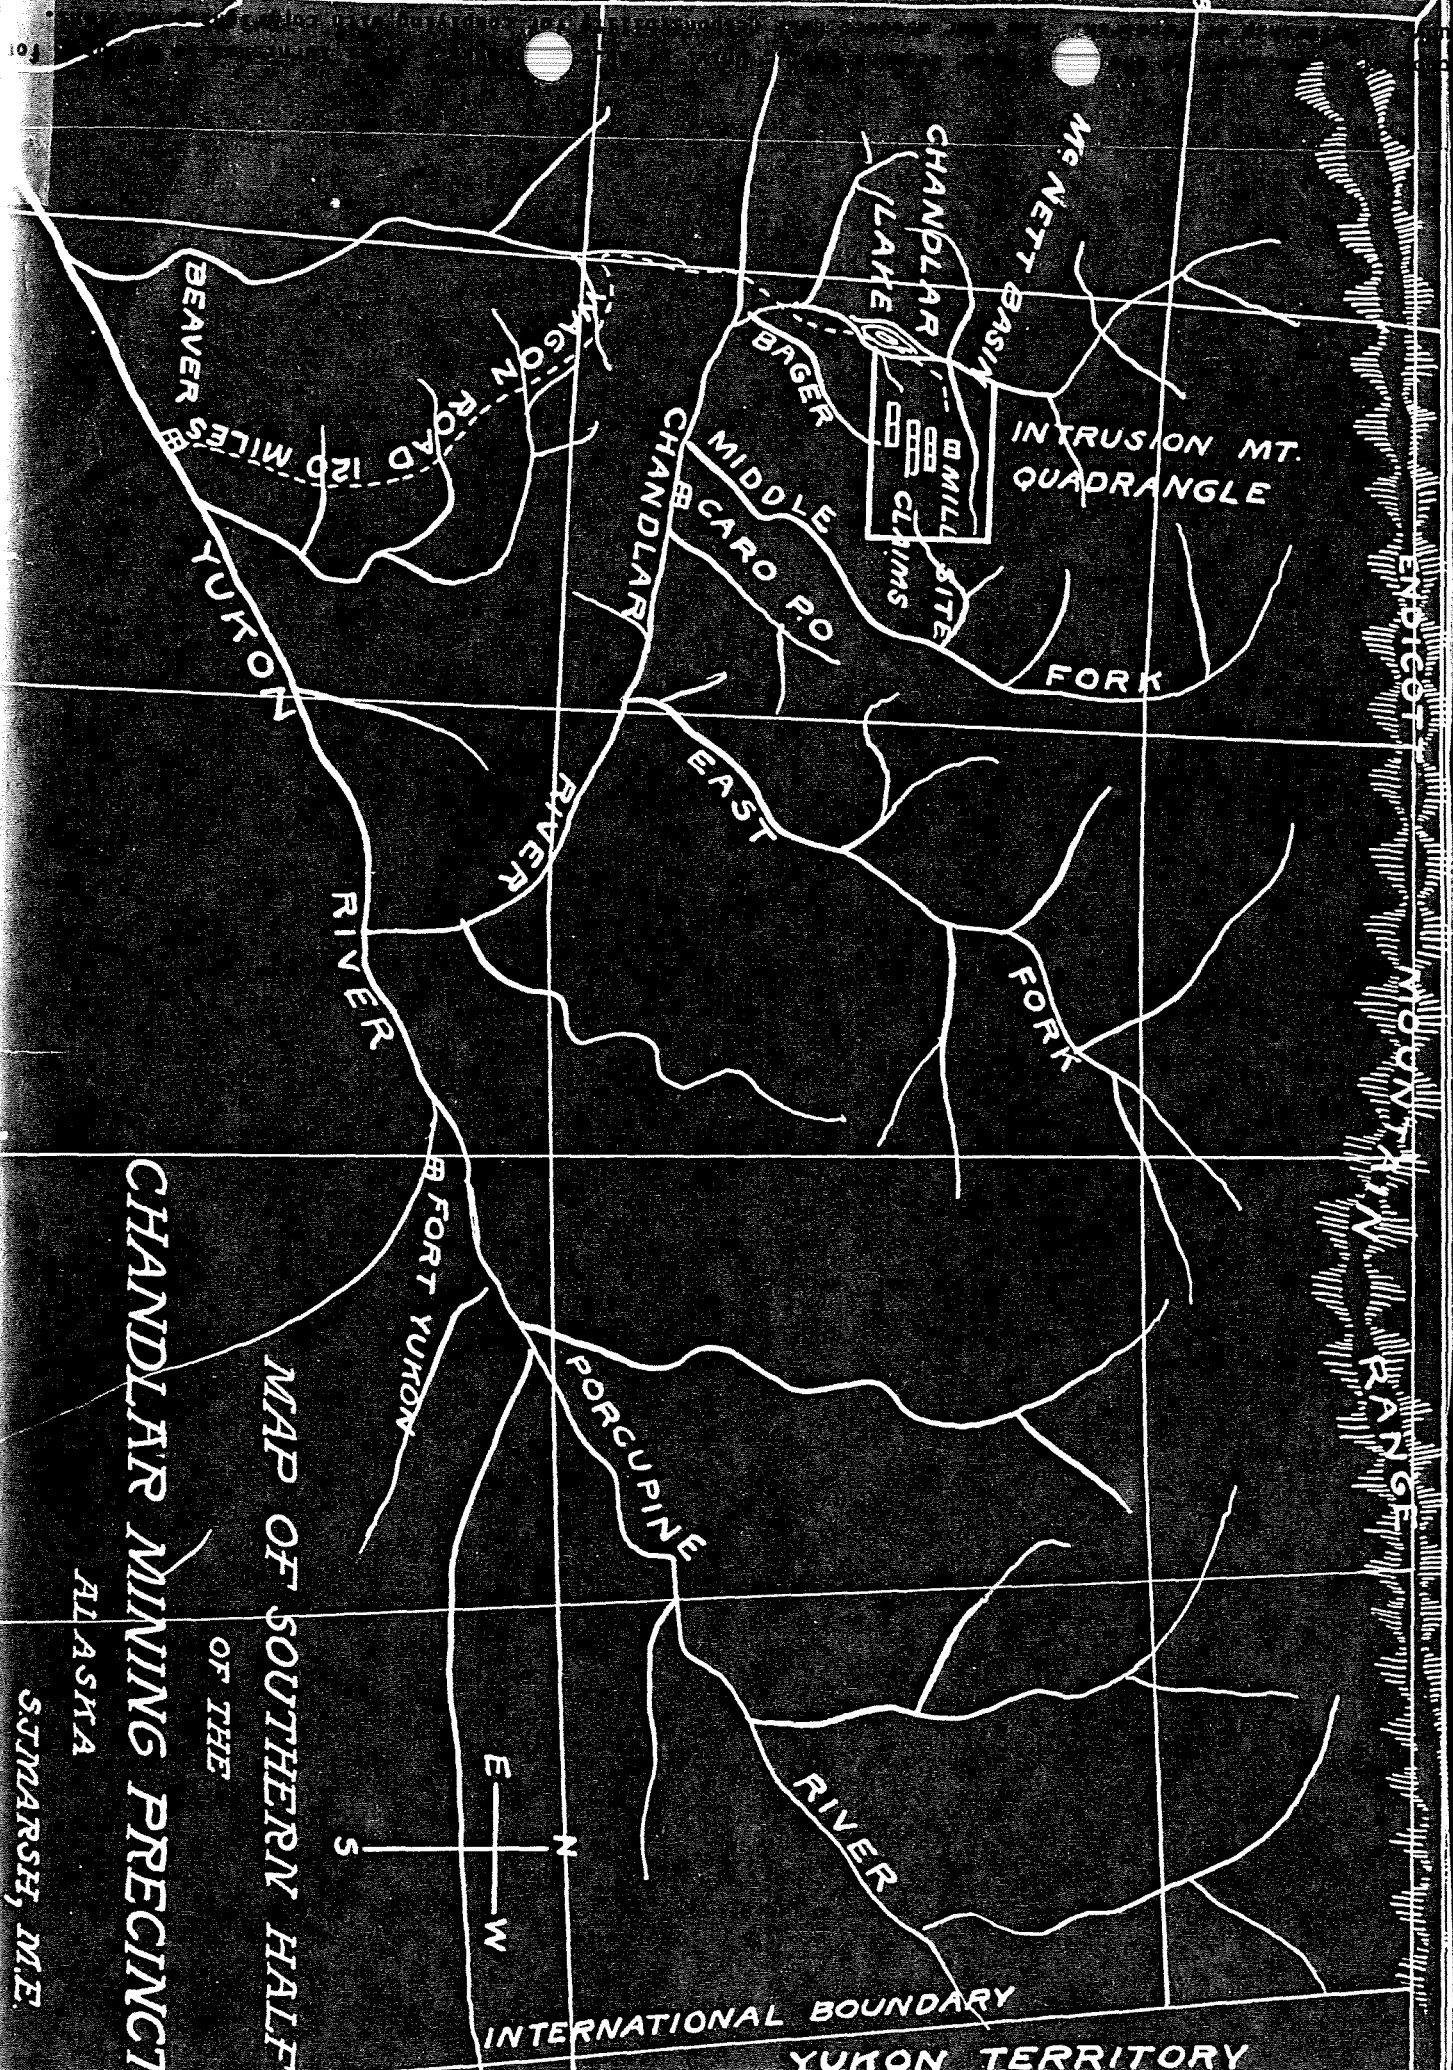 MAP OF SOUTHERN HALF
OF THE
CHANDLAR MINING PRECINCT
ALASKA
S.J. MARSH, M.E.
ENDICOTT MOUNTAIN RANGE
McNETT BASIN
CHANDLAR
LAKE
INTRUSION MT.
QUADRANGLE
MILL SITE
CLAIMS
BAGER
MIDDLE FORK
CARO P.O
CHANDLAR RIVER
EAST FORK
WAGON ROAD 120 MILES
BEAVER
YUKON RIVER
FORT YUKON
PORCUPINE RIVER
N
E W
S
INTERNATIONAL BOUNDARY
YUKON TERRITORY